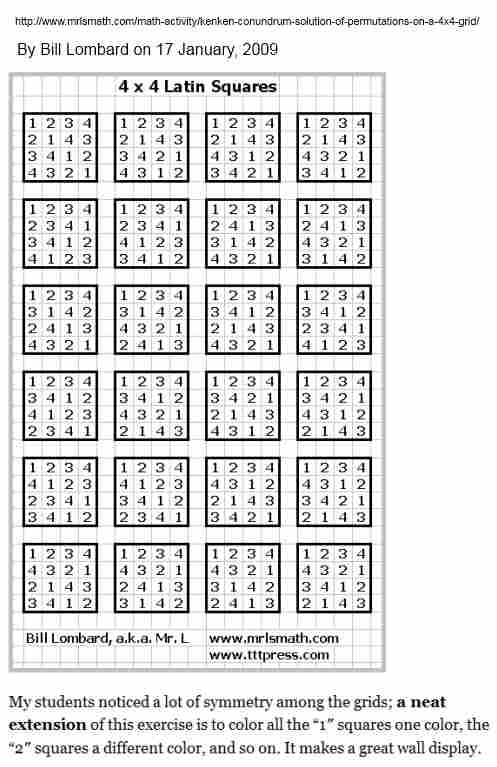 http://www.mrlsmath.com/math-activity/kenken-conundrum-solution-of-permutations-on-a-4x4-grid/
By Bill Lombard on 17 January, 2009
4 x 4 Latin Squares
1 2 3 4 1 2 3 4 1 2 3 4 1 2 3 4
2 1 4 3 2 1 4 3 2 1 4 3 2 1 4 3
3 4 1 2 3 4 2 1 4 3 1 2 4 3 2 1
4 3 2 1 4 3 1 2 3 4 2 1 3 4 1 2
1 2 3 4 1 2 3 4 1 2 3 4 1 2 3 4
2 3 4 1 2 3 4 1 2 4 1 3 2 4 1 3
3 4 1 2 4 1 2 3 3 1 4 2 4 3 2 1
4 1 2 3 3 4 1 2 4 3 2 1 3 1 4 2
1 2 3 4 1 2 3 4 1 2 3 4 1 2 3 4
3 1 4 2 3 1 4 2 3 4 1 2 3 4 1 2
2 4 1 3 4 3 2 1 2 1 4 3 2 3 4 1
4 3 2 1 2 4 1 3 4 3 2 1 4 1 2 3
1 2 3 4 1 2 3 4 1 2 3 4 1 2 3 4
3 4 1 2 3 4 1 2 3 4 2 1 3 4 2 1
4 1 2 3 4 3 2 1 2 1 4 3 4 3 1 2
2 3 4 1 2 1 4 3 4 3 1 2 2 1 4 3
1 2 3 4 1 2 3 4 1 2 3 4 1 2 3 4
4 1 2 3 4 1 2 3 4 3 1 2 4 3 1 2
2 3 4 1 3 4 1 2 2 1 4 3 3 4 2 1
3 4 1 2 2 3 4 1 3 4 2 1 2 1 4 3
1 2 3 4 1 2 3 4 1 2 3 4 1 2 3 4
4 3 2 1 4 3 2 1 4 3 2 1 4 3 2 1
2 1 4 3 2 4 1 3 3 1 4 2 3 4 1 2
3 4 1 2 3 1 4 2 2 4 1 3 2 1 4 3
Bill Lombard, a.k.a. Mr. L www.mrlsmath.com
www.tttpress.com
My students noticed a lot of symmetry among the grids; a neat
extension of this exercise is to color all the “1″ squares one color, the
“2″ squares a different color, and so on. It makes a great wall display.